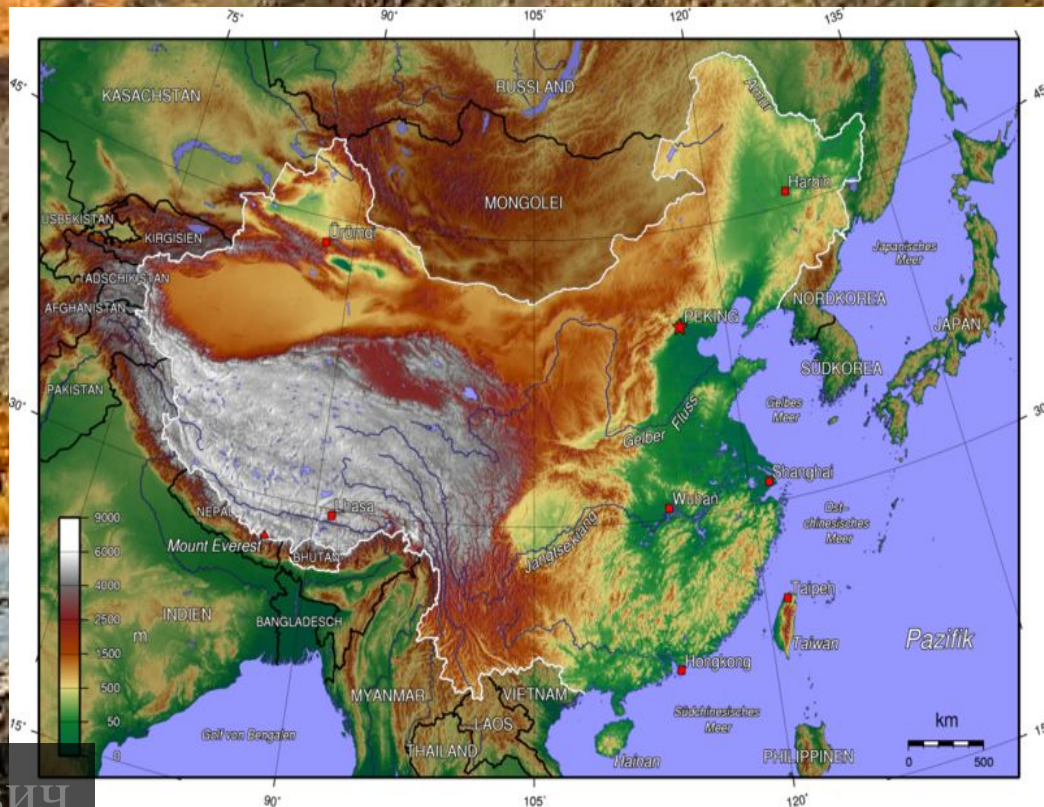 75°
90°
105°
120°
135°
45°
45°
KASACHSTAN
RUSSLAND
Amur
Harbin
MONGOLEI
USBEKISTAN
KIRGISIEN
Ürümqi
Japanisches
Meer
TADSCHIKISTAN
AFGHANISTAN
NORDKOREA
PEKING
JAPAN
SÜDKOREA
PAKISTAN
30°
30°
Gelbes
Meer
Gelber Fluss
Shanghai
Wuhan
Lhasa
NEPAL
Ost-
chinesisches
Meer
Jangtsekiang
Mount Everest
BHUTAN
9000
6000
4000
2500
1500
500
50
0
m
INDIEN
BANGLADESCH
Taipeh
Taiwan
Pazifik
Hongkong
MYANMAR
VIETNAM
LAOS
Südchinesisches
Meer
Golf von Bengalen
THAILAND
Hainan
PHILIPPINEN
km
0
500
75°
15°
90°
105°
120°